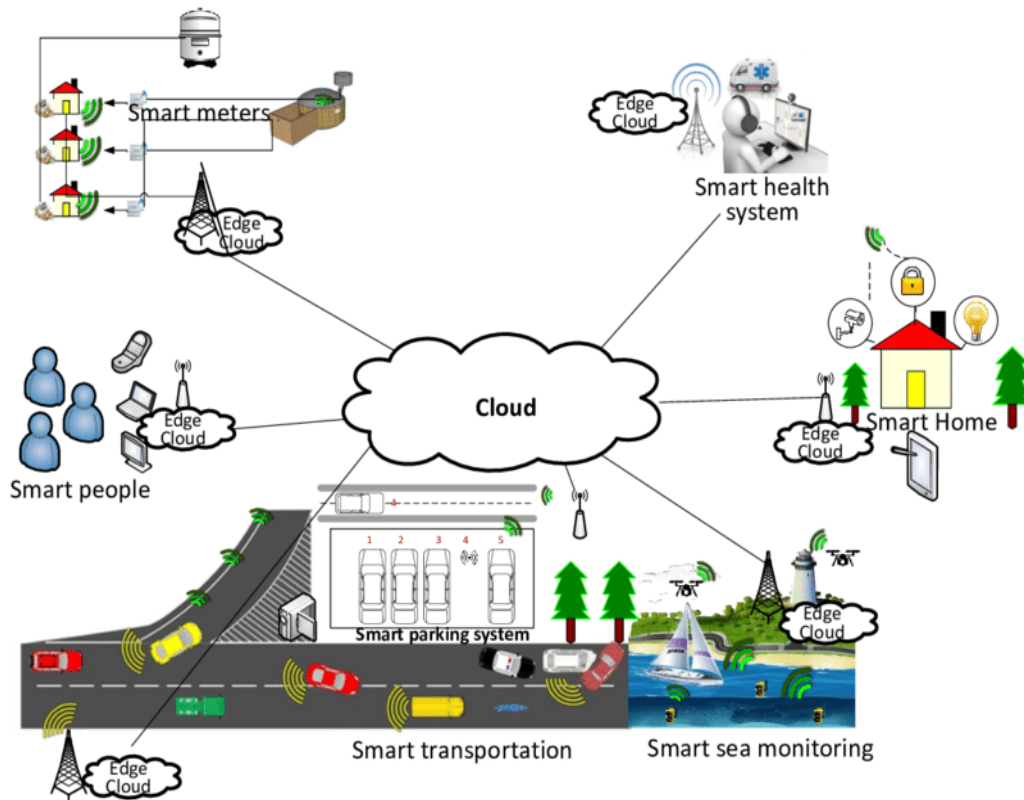 Smart meters
Edge
Cloud
Edge
Cloud
Smart health
system
Cloud
Edge
Cloud
Smart people
Edge
Cloud
Smart Home
4
1 2 3 4 5
Smart parking system
Edge
Cloud
Smart transportation
Smart sea monitoring
Edge
Cloud